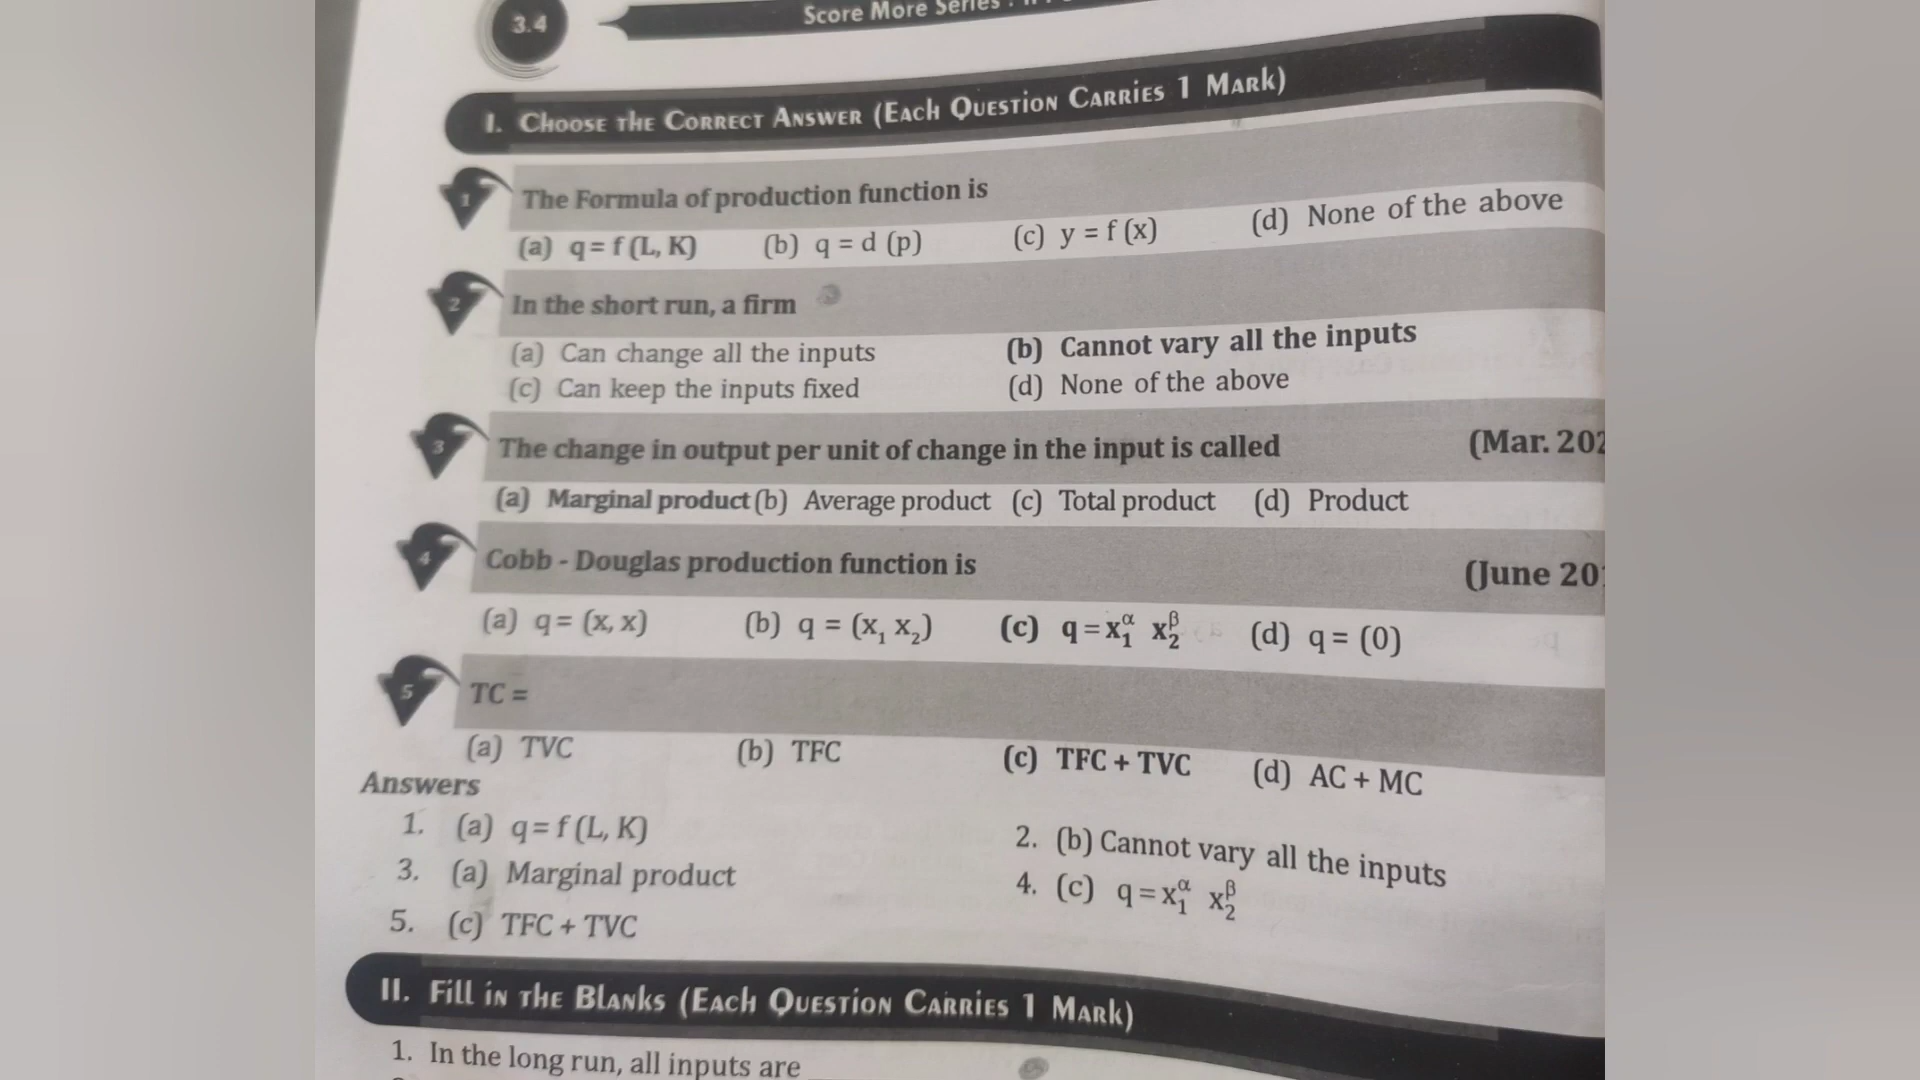 3.4
Score More Series :
I. Choose the Correct Answer (Each Question Carries 1 Mark)
1 The Formula of production function is
(a) q = f (L, K) (b) q = d (p) (c) y = f (x) (d) None of the above
2 In the short run, a firm
(a) Can change all the inputs (b) Cannot vary all the inputs
(c) Can keep the inputs fixed (d) None of the above
3 The change in output per unit of change in the input is called (Mar. 202
(a) Marginal product (b) Average product (c) Total product (d) Product
4 Cobb - Douglas production function is (June 201
(a) q = (x, x) (b) q = (x₁ x₂) (c) q = x₁^α x₂^β (d) q = (0)
5 TC =
(a) TVC (b) TFC (c) TFC + TVC (d) AC + MC
Answers
1. (a) q = f (L, K) 2. (b) Cannot vary all the inputs
3. (a) Marginal product 4. (c) q = x₁^α x₂^β
5. (c) TFC + TVC
II. Fill in the Blanks (Each Question Carries 1 Mark)
1. In the long run, all inputs are